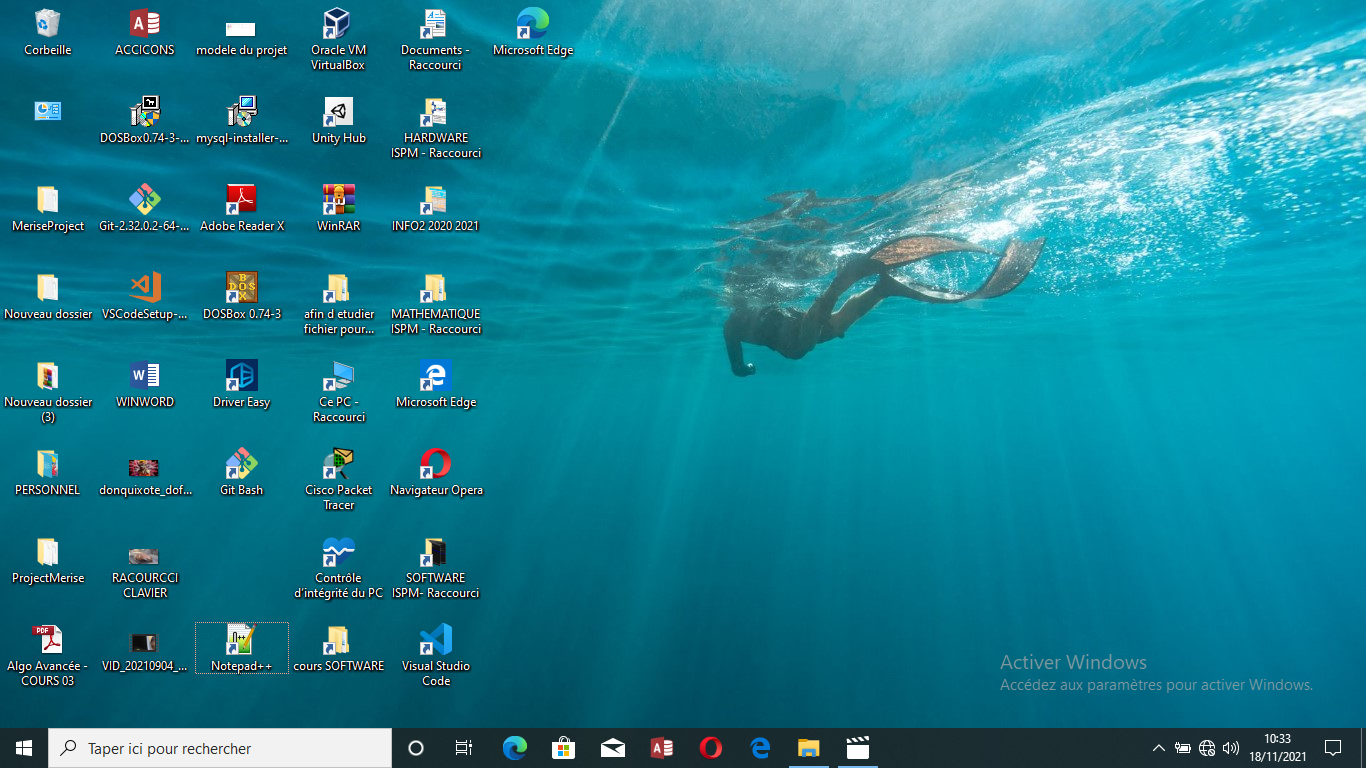 Corbeille
ACCICONS
modele du projet
Oracle VM
VirtualBox
Documents -
Raccourci
Microsoft Edge
DOSBox0.74-3-...
mysql-installer-...
Unity Hub
HARDWARE
ISPM - Raccourci
MeriseProject
Git-2.32.0.2-64-...
Adobe Reader X
WinRAR
INFO2 2020 2021
Nouveau dossier
VSCodeSetup-...
DOSBox 0.74-3
afin d etudier
fichier pour...
MATHEMATIQUE
ISPM - Raccourci
Nouveau dossier
(3)
WINWORD
Driver Easy
Ce PC -
Raccourci
Microsoft Edge
PERSONNEL
donquixote_dof...
Git Bash
Cisco Packet
Tracer
Navigateur Opera
ProjectMerise
RACOURCCI
CLAVIER
Contrôle
d'intégrité du PC
SOFTWARE
ISPM- Raccourci
Algo Avancée -
COURS 03
VID_20210904_...
Notepad++
cours SOFTWARE
Visual Studio
Code
Activer Windows
Accédez aux paramètres pour activer Windows.
Taper ici pour rechercher
10:33
18/11/2021